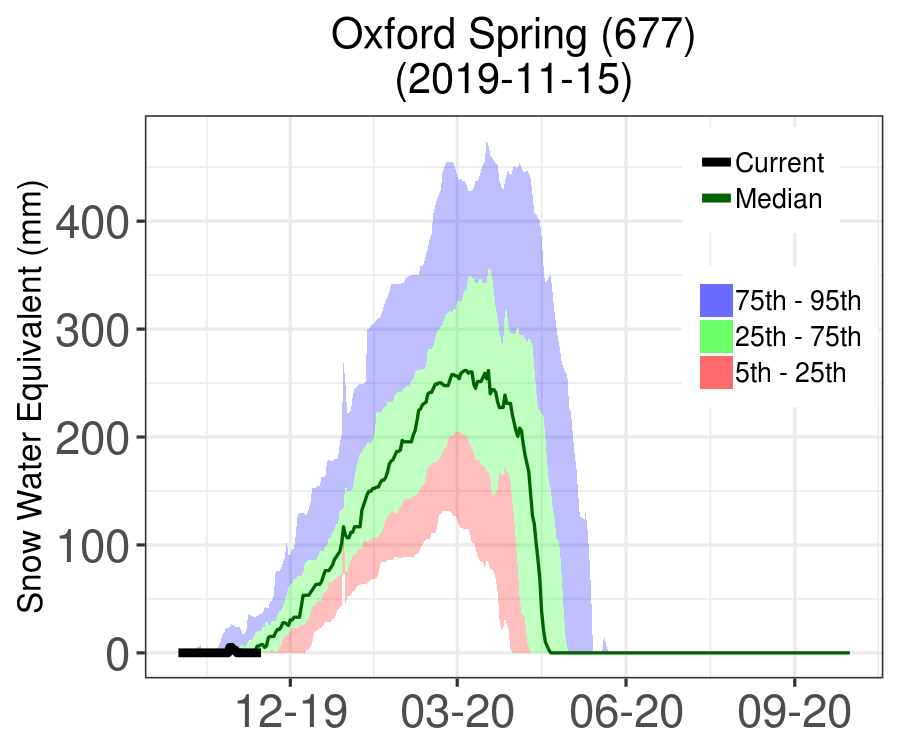 Oxford Spring (677)
(2019-11-15)
Snow Water Equivalent (mm)
400
300
200
100
0
12-19
03-20
06-20
09-20
Current
Median
75th - 95th
25th - 75th
5th - 25th